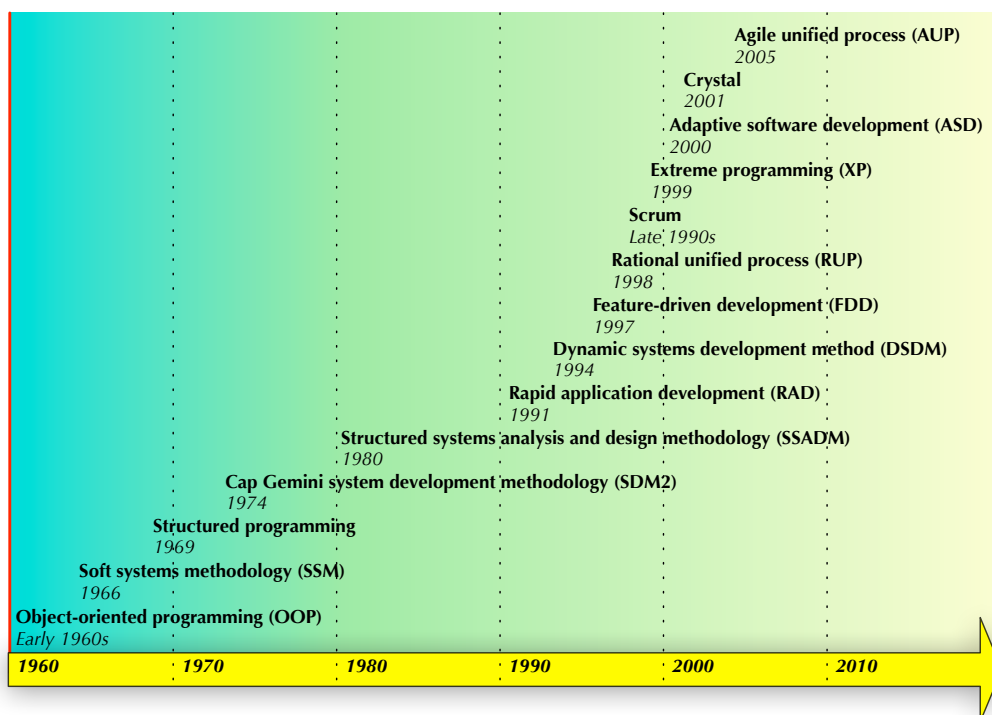 Agile unified process (AUP)
2005
Crystal
2001
Adaptive software development (ASD)
2000
Extreme programming (XP)
1999
Scrum
Late 1990s
Rational unified process (RUP)
1998
Feature-driven development (FDD)
1997
Dynamic systems development method (DSDM)
1994
Rapid application development (RAD)
1991
Structured systems analysis and design methodology (SSADM)
1980
Cap Gemini system development methodology (SDM2)
1974
Structured programming
1969
Soft systems methodology (SSM)
1966
Object-oriented programming (OOP)
Early 1960s
1960 1970 1980 1990 2000 2010